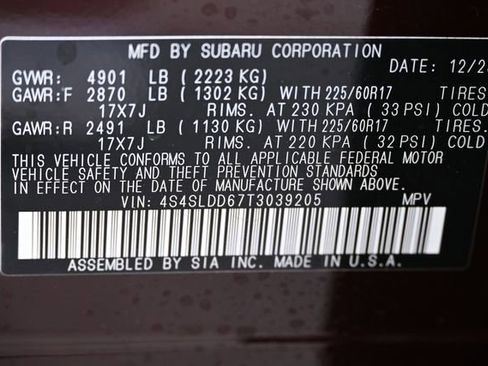 MFD BY SUBARU CORPORATION 12/2
GVWR: 4901 LB ( 2223 KG)
GAWR:F 2870 LB ( 1302 KG) WITH 225/60R17 TIRES
17X7J RIMS. AT 230 KPA ( 33 PSI) COLD
GAWR:R 2491 LB ( 1130 KG) WITH 225/60R17 TIRES.
17X7J RIMS. AT 220 KPA ( 32 PSI) COLD
THIS VEHICLE CONFORMS TO ALL APPLICABLE FEDERAL MOTOR
VEHICLE SAFETY AND THEFT PREVENTION STANDARDS
IN EFFECT ON THE DATE OF MANUFACTURE SHOWN ABOVE.
VIN: 4S4SLDD67T3039205 MPV
ASSEMBLED BY SIA INC. MADE IN U.S.A.